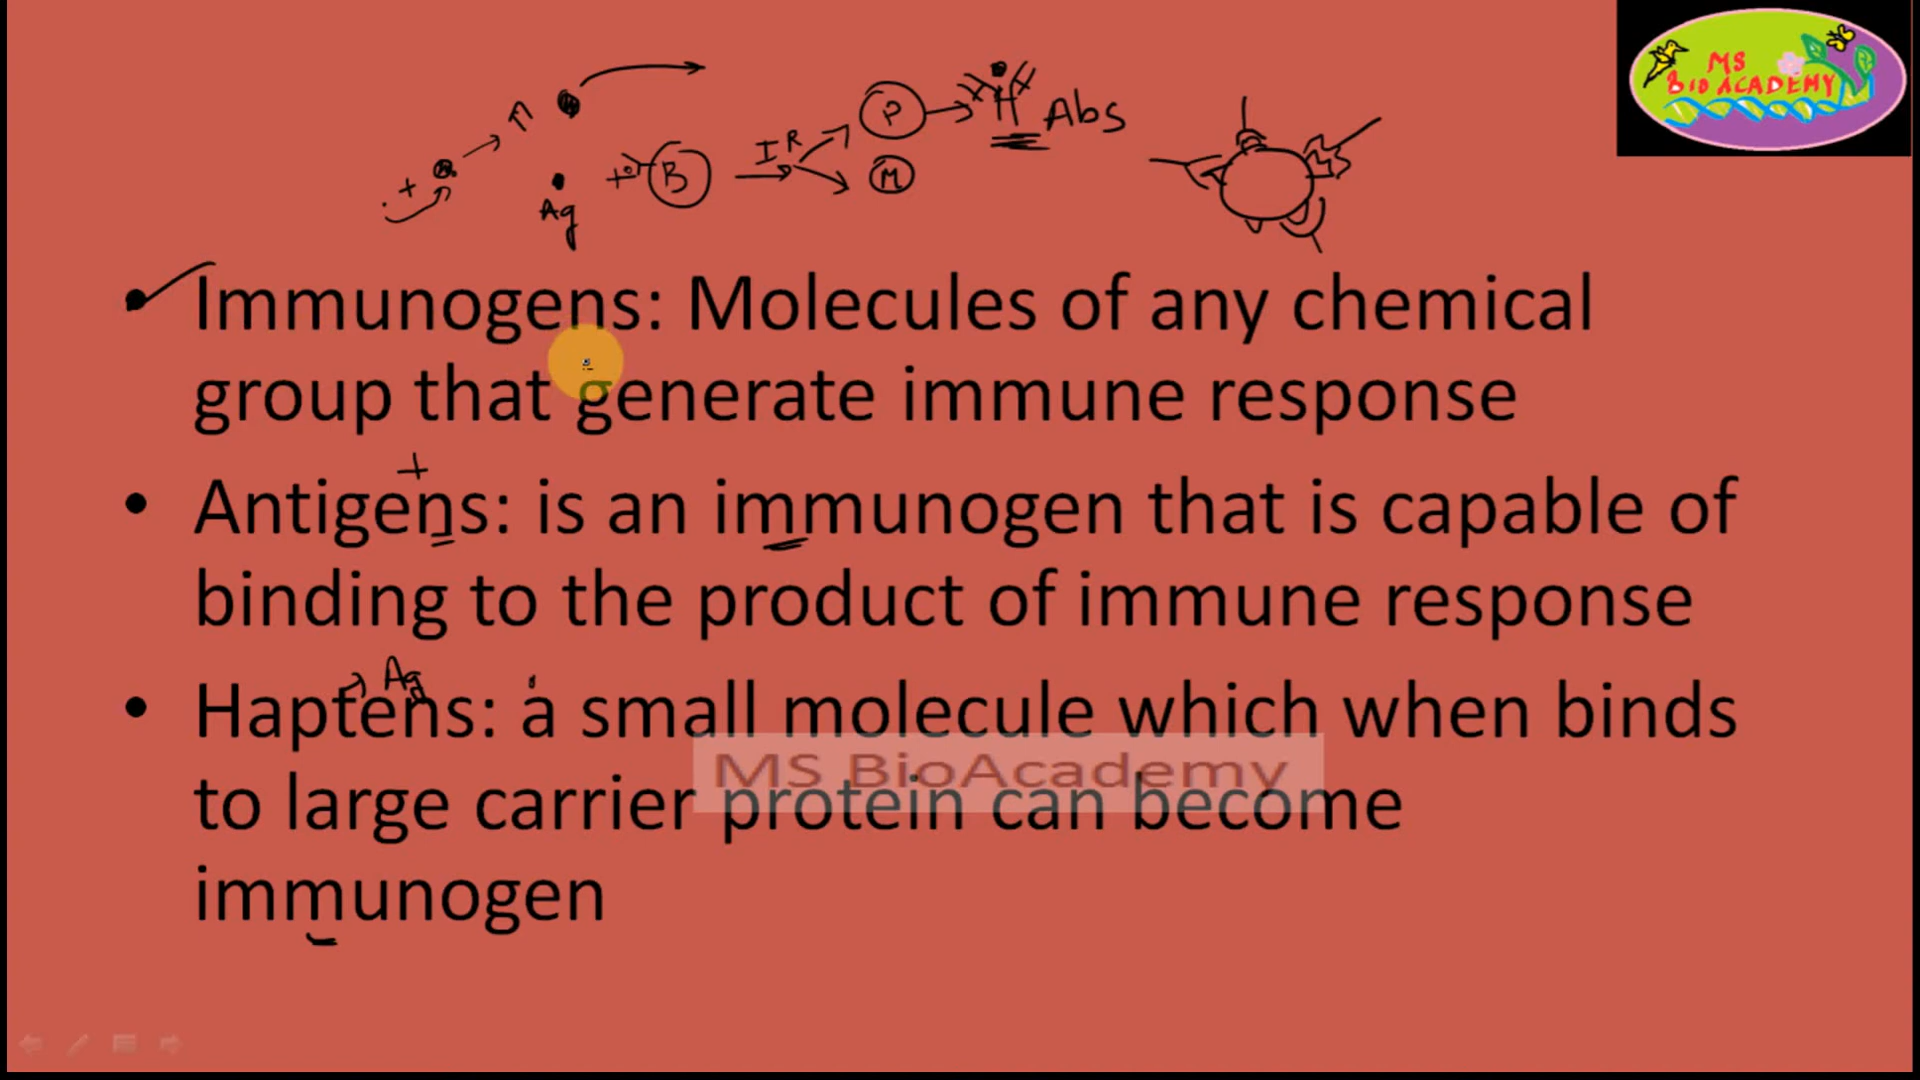 MS
BIO ACADEMY
P
Abs
IR
+
B
M
+
Ag
• Immunogens: Molecules of any chemical
group that generate immune response
+
• Antigens: is an immunogen that is capable of
binding to the product of immune response
Ag
• Haptens: a small molecule which when binds
to large carrier protein can become
MS BioAcademy
immunogen